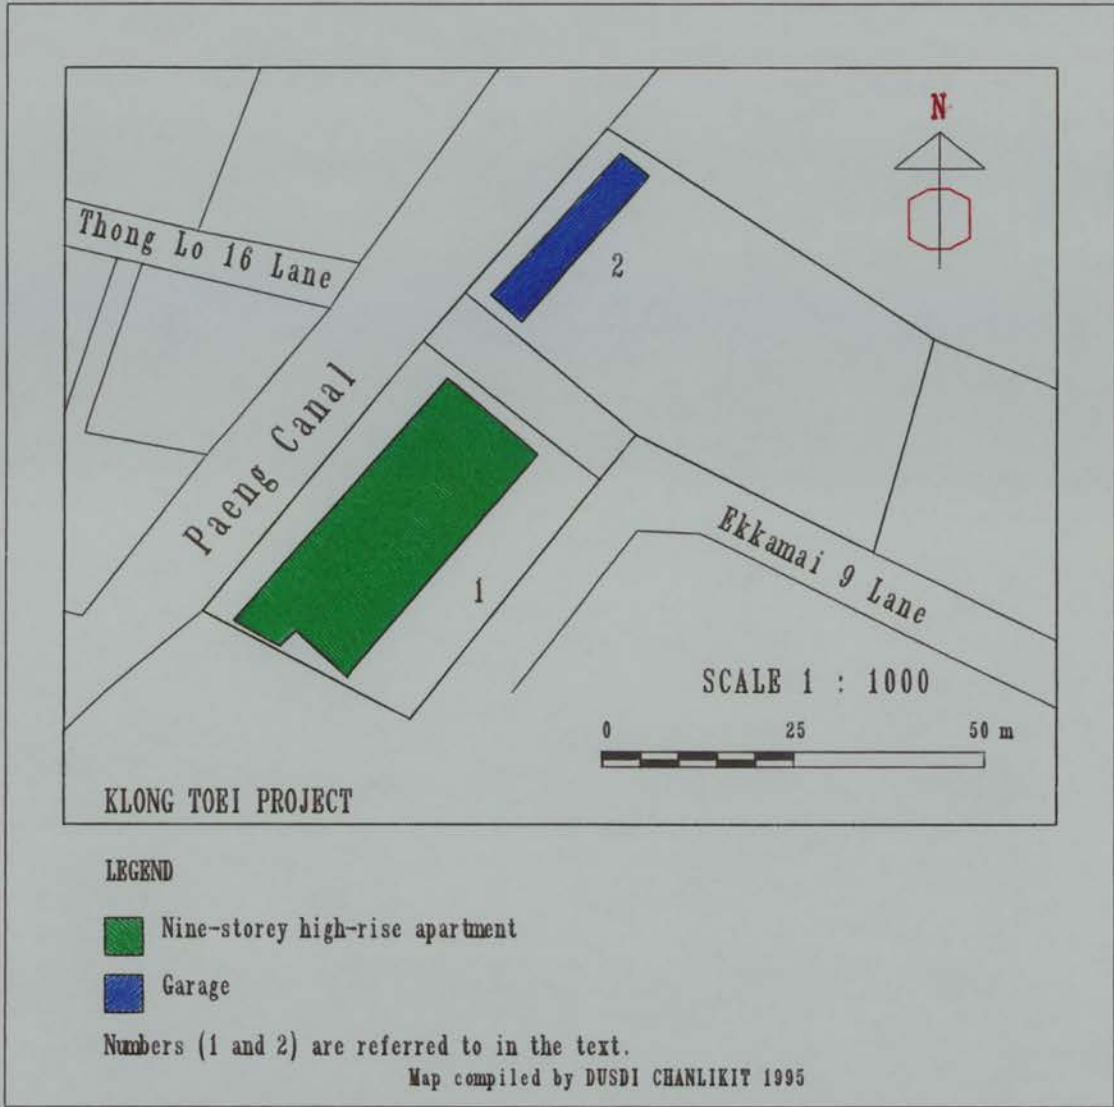 N
Thong Lo 16 Lane
2
Paeng Canal
1
Ekkamai 9 Lane
SCALE 1 : 1000
0 25 50 m
KLONG TOEI PROJECT
LEGEND
Nine-storey high-rise apartment
Garage
Numbers (1 and 2) are referred to in the text.
Map compiled by DUSDI CHANLIKIT 1995